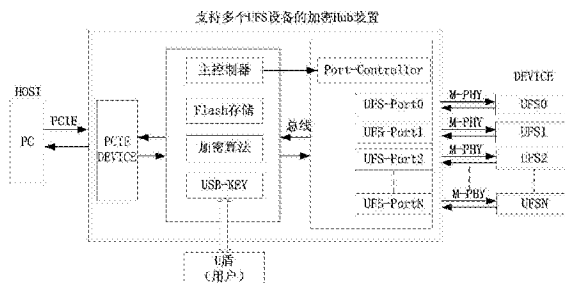 支持多个UFS设备的加密Hub装置
HOST
PC
PCIE
PCIE
DEVICE
主控制器
Flash存储
加密算法
USB-KEY
总线
Port-Controllor
UFS-Port0
UFS-Port1
UFS-Port2
UFS-PortN
M-PHY
M-PHY
M-PHY
M-PHY
DEVICE
UFS0
UFS1
UFS2
UFSN
U盾
(用户)